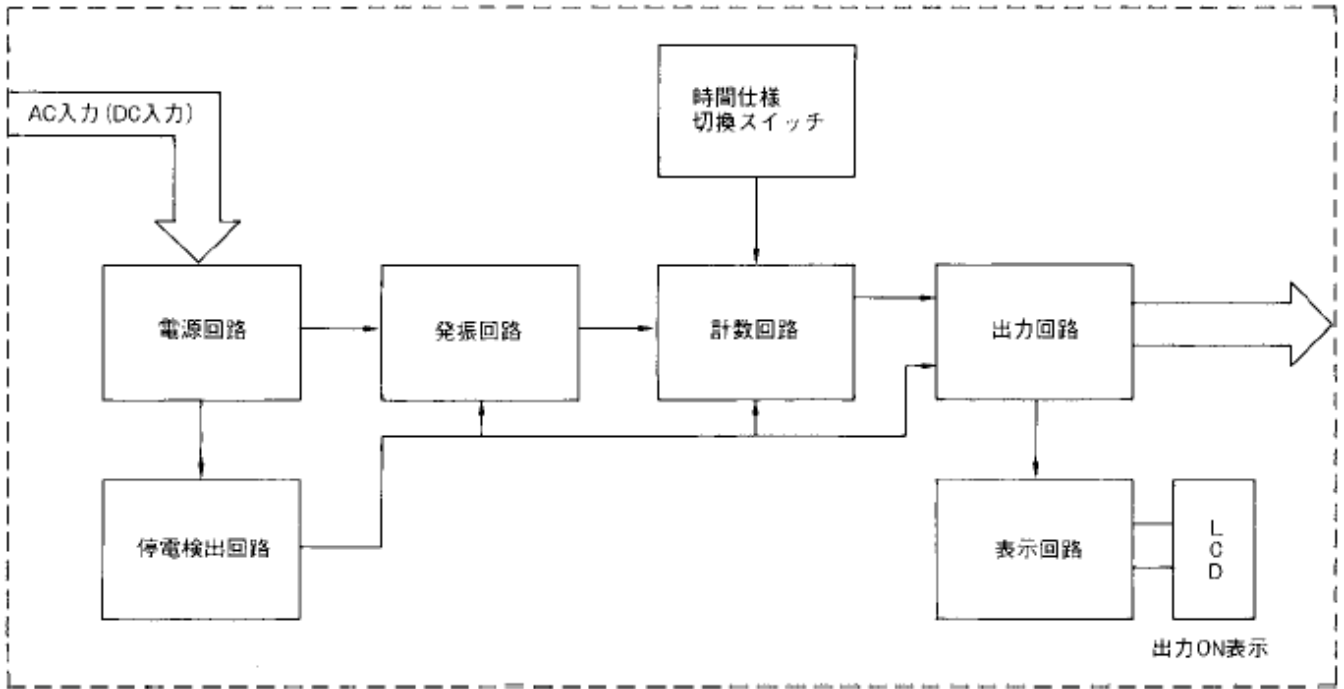 AC入力(DC入力)
時間仕様
切換スイッチ
電源回路
発振回路
計数回路
出力回路
停電検出回路
表示回路
LCD
出力ON表示